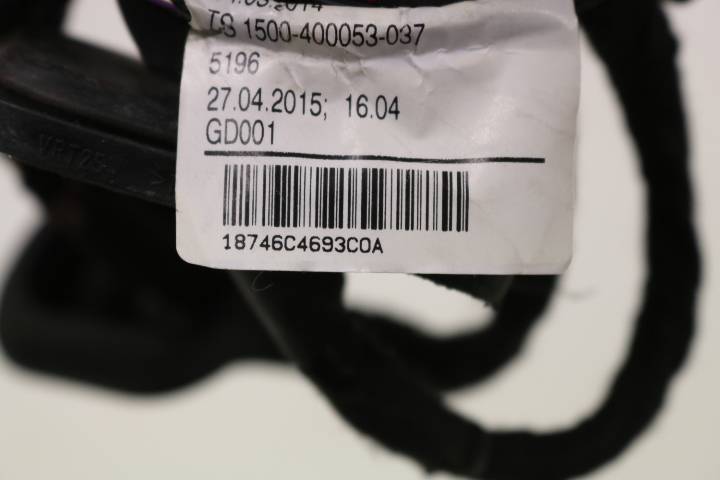 TS 1500-400053-037
5196
27.04.2015; 16.04
GD001
18746C4693C0A